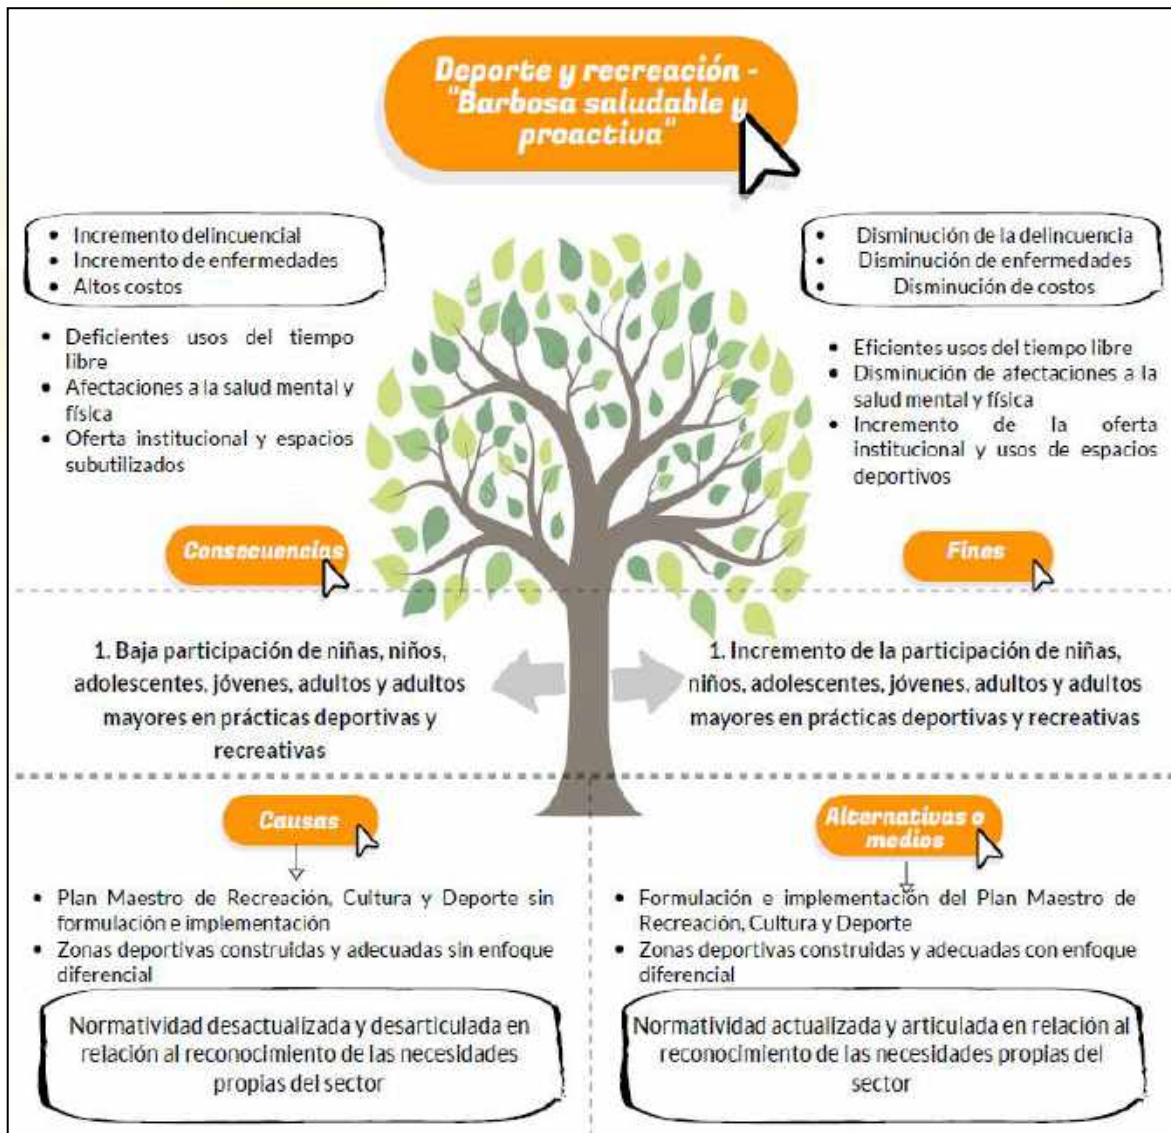 Deporte y recreación -
"Barbosa saludable y
proactiva"
• Incremento delincuencial
• Incremento de enfermedades
• Altos costos
• Deficientes usos del tiempo
libre
• Afectaciones a la salud mental y
física
• Oferta institucional y espacios
subutilizados
Consecuencias
• Disminución de la delincuencia
• Disminución de enfermedades
• Disminución de costos
• Eficientes usos del tiempo libre
• Disminución de afectaciones a la
salud mental y física
• Incremento de la oferta
institucional y usos de espacios
deportivos
Fines
1. Baja participación de niñas, niños,
adolescentes, jóvenes, adultos y adultos
mayores en prácticas deportivas y
recreativas
1. Incremento de la participación de niñas,
niños, adolescentes, jóvenes, adultos y adultos
mayores en prácticas deportivas y recreativas
Causas
• Plan Maestro de Recreación, Cultura y Deporte sin
formulación e implementación
• Zonas deportivas construidas y adecuadas sin enfoque
diferencial
Normatividad desactualizada y desarticulada en
relación al reconocimiento de las necesidades
propias del sector
Alternativas o
medios
• Formulación e implementación del Plan Maestro de
Recreación, Cultura y Deporte
• Zonas deportivas construidas y adecuadas con enfoque
diferencial
Normatividad actualizada y articulada en relación al
reconocimiento de las necesidades propias del
sector